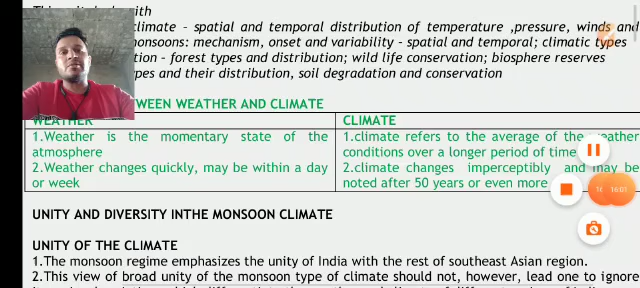 with
climate – spatial and temporal distribution of temperature ,pressure, winds and
monsoons: mechanism, onset and variability – spatial and temporal; climatic types
tion – forest types and distribution; wild life conservation; biosphere reserves
ypes and their distribution, soil degradation and conservation
TWEEN WEATHER AND CLIMATE
WEATHER
1.Weather is the momentary state of the
atmosphere
2.Weather changes quickly, may be within a day
or week
CLIMATE
1.climate refers to the average of the weather
conditions over a longer period of time
2.climate changes imperceptibly and may be
noted after 50 years or even more
16:01
UNITY AND DIVERSITY INTHE MONSOON CLIMATE
UNITY OF THE CLIMATE
1.The monsoon regime emphasizes the unity of India with the rest of southeast Asian region.
2.This view of broad unity of the monsoon type of climate should not, however, lead one to ignore